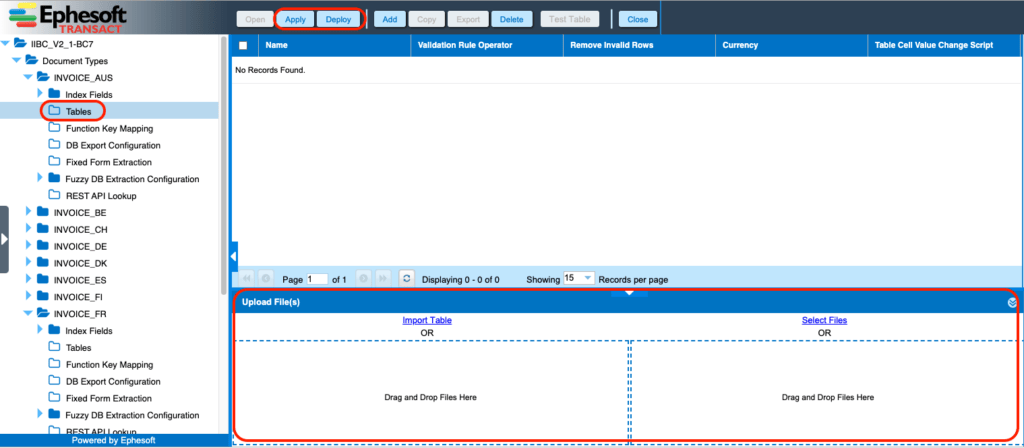 Ephesoft
TRANSACT
Open Apply Deploy Add Copy Export Delete Test Table Close
IIBC_V2_1-BC7
Document Types
INVOICE_AUS
Index Fields
Tables
Function Key Mapping
DB Export Configuration
Fixed Form Extraction
Fuzzy DB Extraction Configuration
REST API Lookup
INVOICE_BE
INVOICE_CH
INVOICE_DE
INVOICE_DK
INVOICE_ES
INVOICE_FI
INVOICE_FR
Index Fields
Tables
Function Key Mapping
DB Export Configuration
Fixed Form Extraction
Fuzzy DB Extraction Configuration
REST API Lookup
Powered by Ephesoft
Name Validation Rule Operator Remove Invalid Rows Currency Table Cell Value Change Script
No Records Found.
Page 1 of 1 Displaying 0 - 0 of 0 Showing 15 Records per page
Upload File(s)
Import Table Select Files
OR OR
Drag and Drop Files Here Drag and Drop Files Here